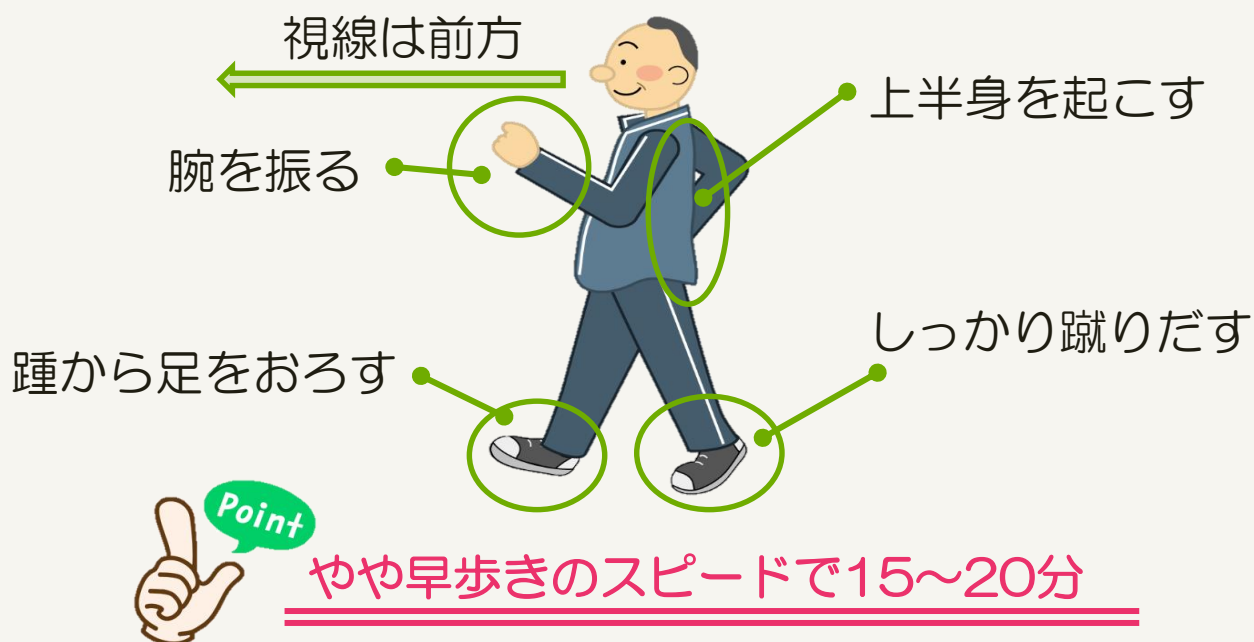 視線は前方
上半身を起こす
腕を振る
しっかり蹴りだす
踵から足をおろす
Point
やや早歩きのスピードで15〜20分